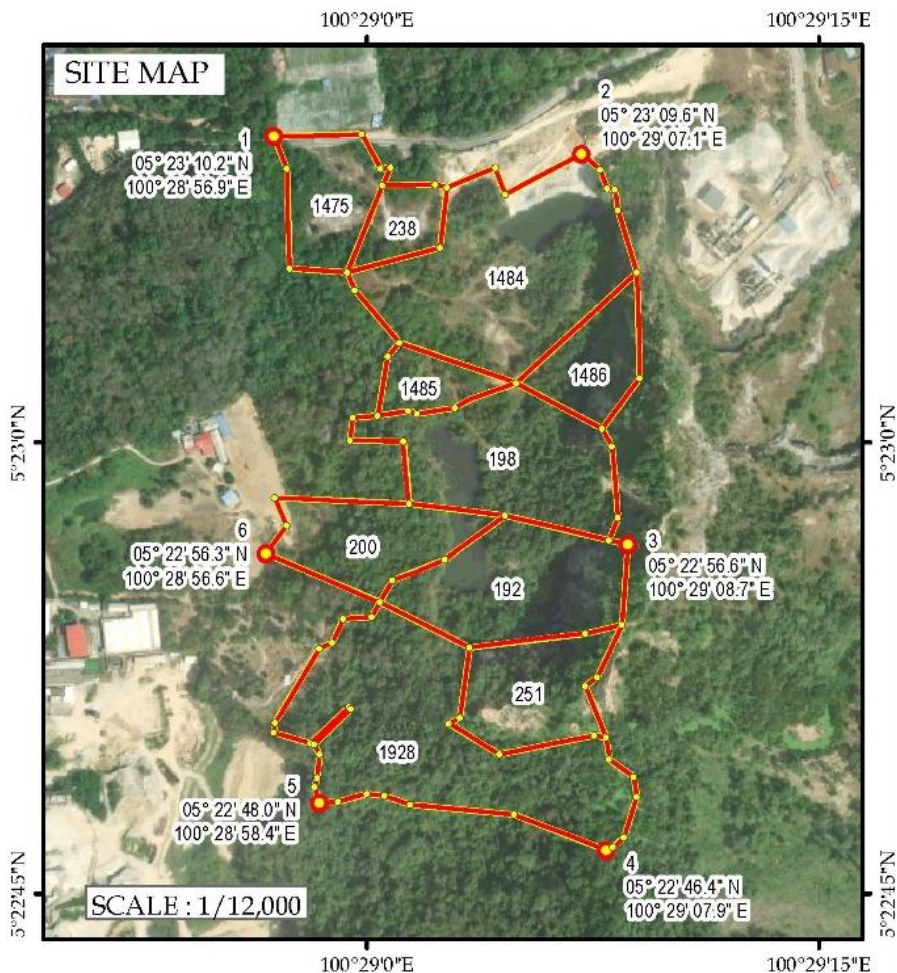 100°29'0"E
100°29'15"E
SITE MAP
1
05° 23' 10.2" N
100° 28' 56.9" E
2
05° 23' 09.6" N
100° 29' 07.1" E
1475
238
1484
1485
1486
5°23'0"N
5°23'0"N
198
6
05° 22' 56.3" N
100° 28' 56.6" E
200
3
05° 22' 56.6" N
100° 29' 08.7" E
192
251
1928
5
05° 22' 48.0" N
100° 28' 58.4" E
4
05° 22' 46.4" N
100° 29' 07.9" E
5°22'45"N
5°22'45"N
SCALE : 1/12,000
100°29'0"E
100°29'15"E